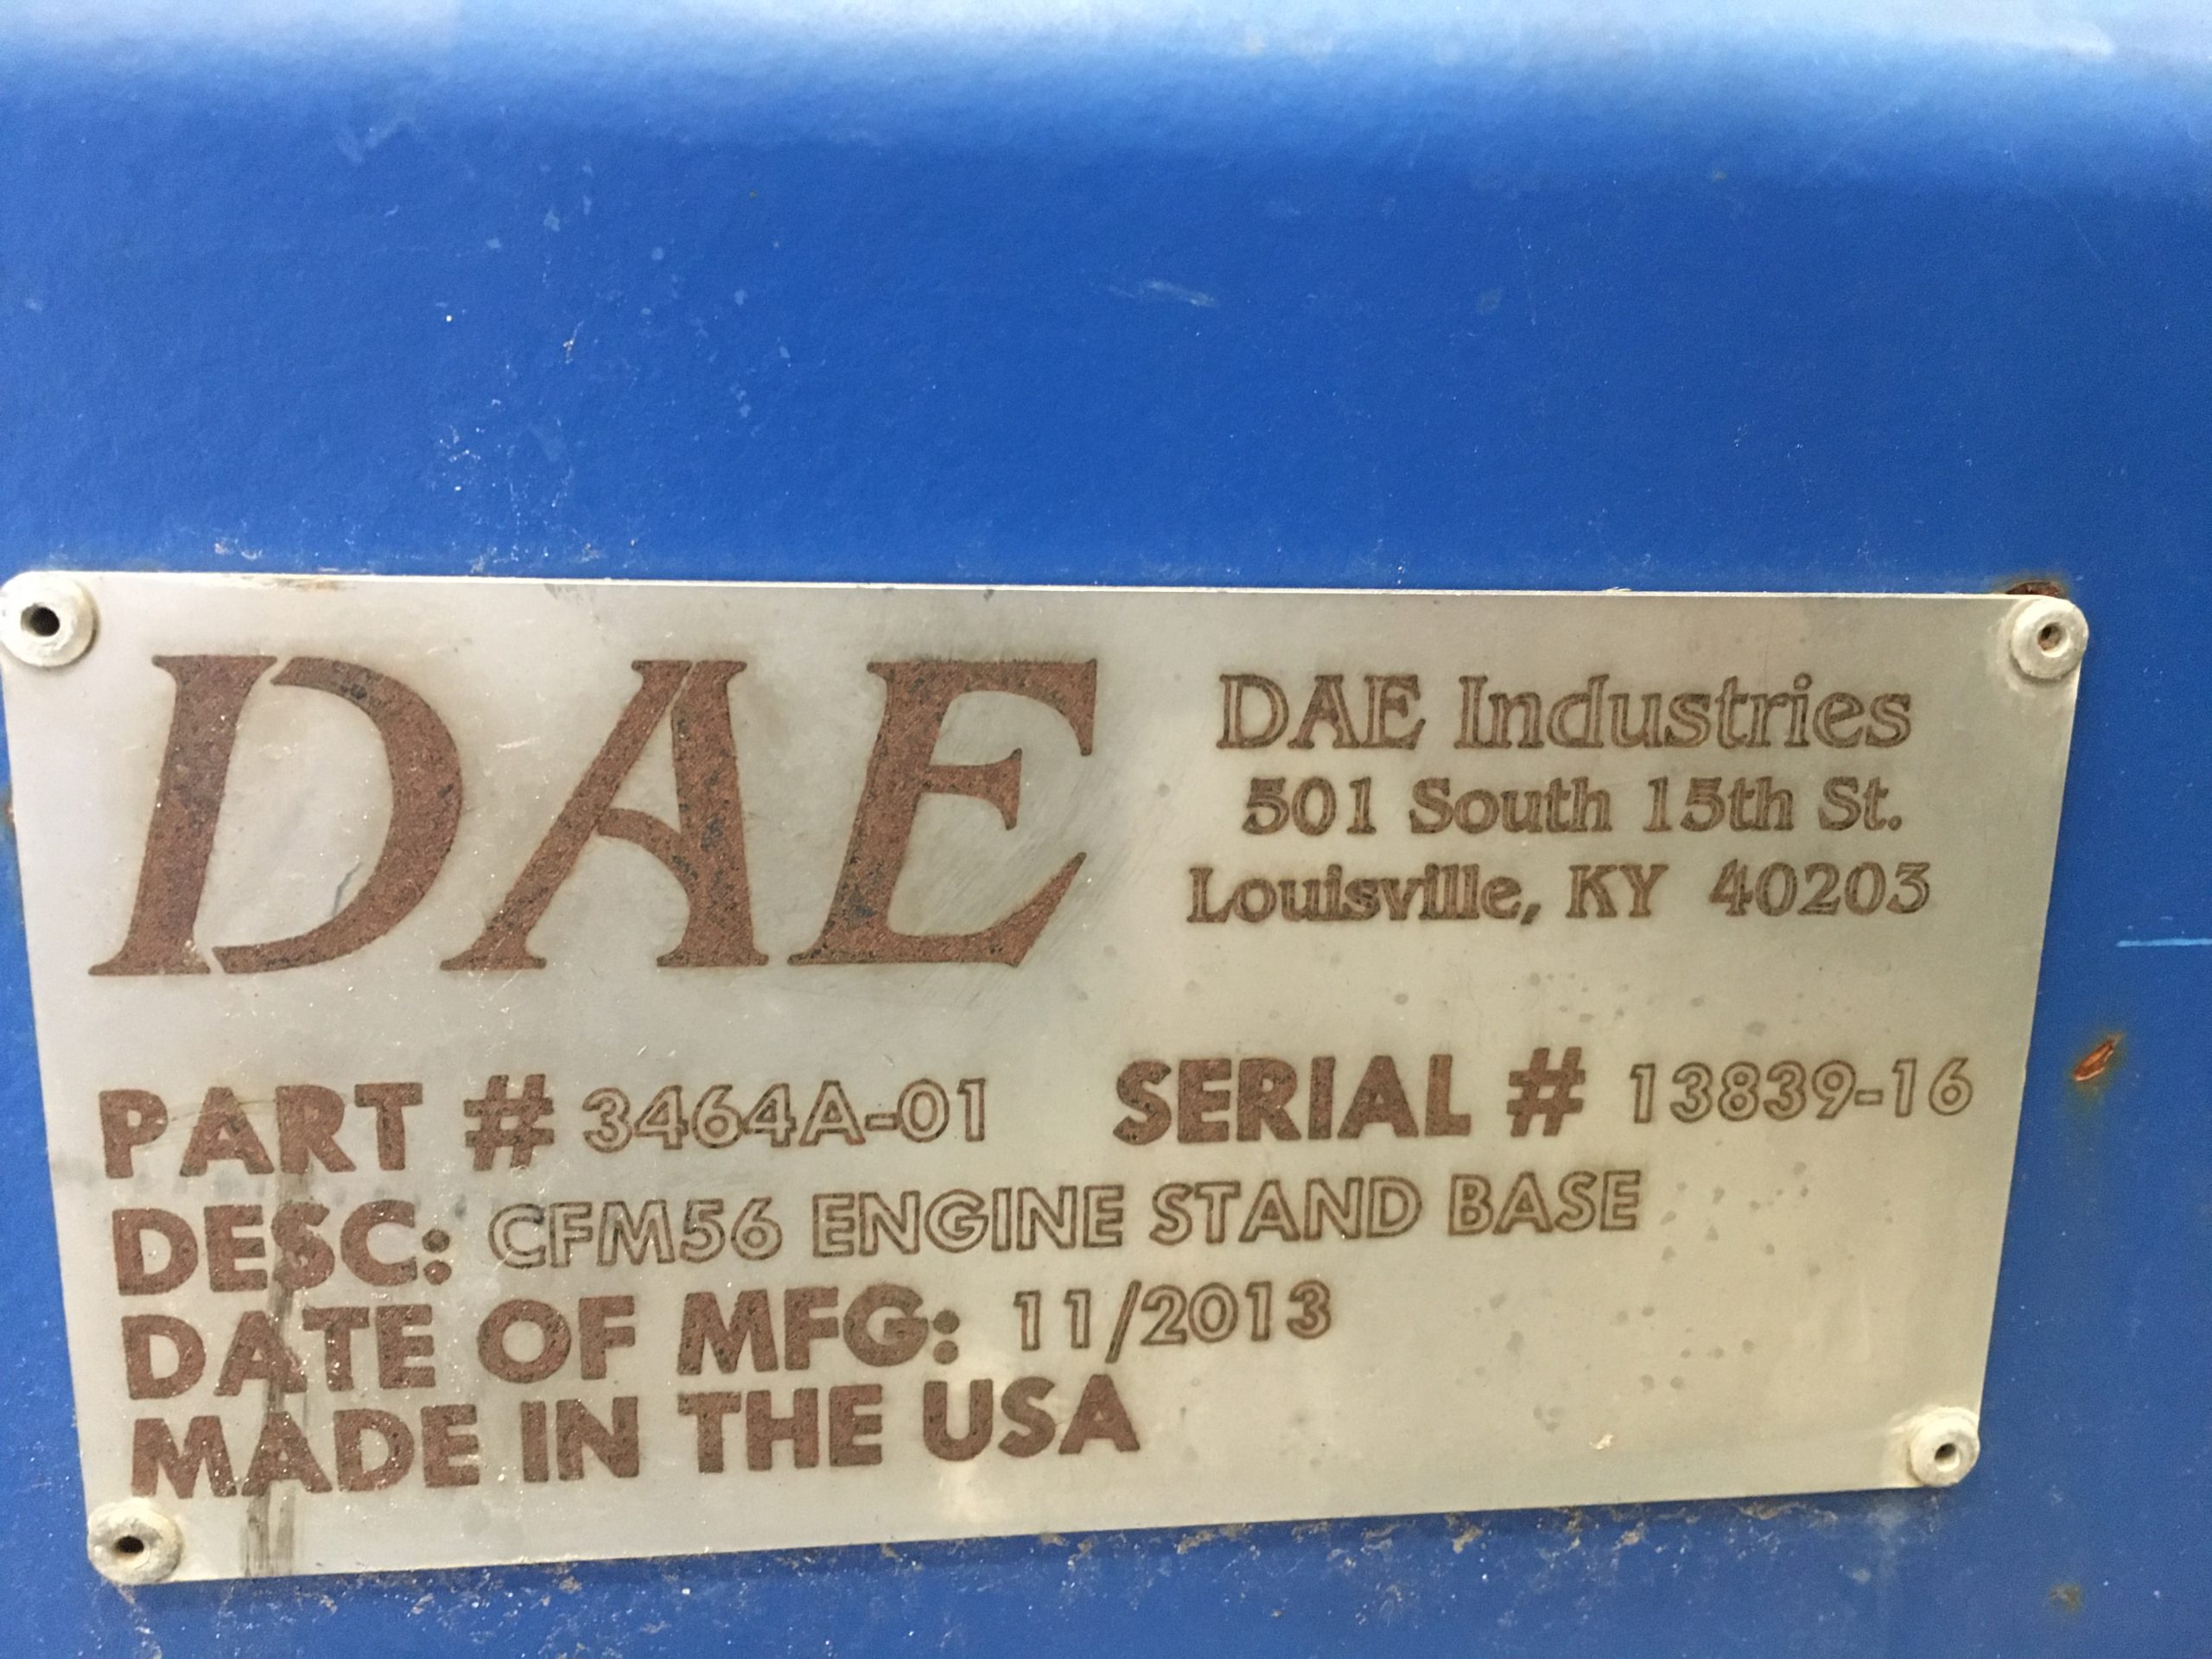 DAE
DAE Industries
501 South 15th St.
Louisville, KY 40203
PART # 3464A-01 SERIAL # 13839-16
DESC: CFM56 ENGINE STAND BASE
DATE OF MFG: 11/2013
MADE IN THE USA